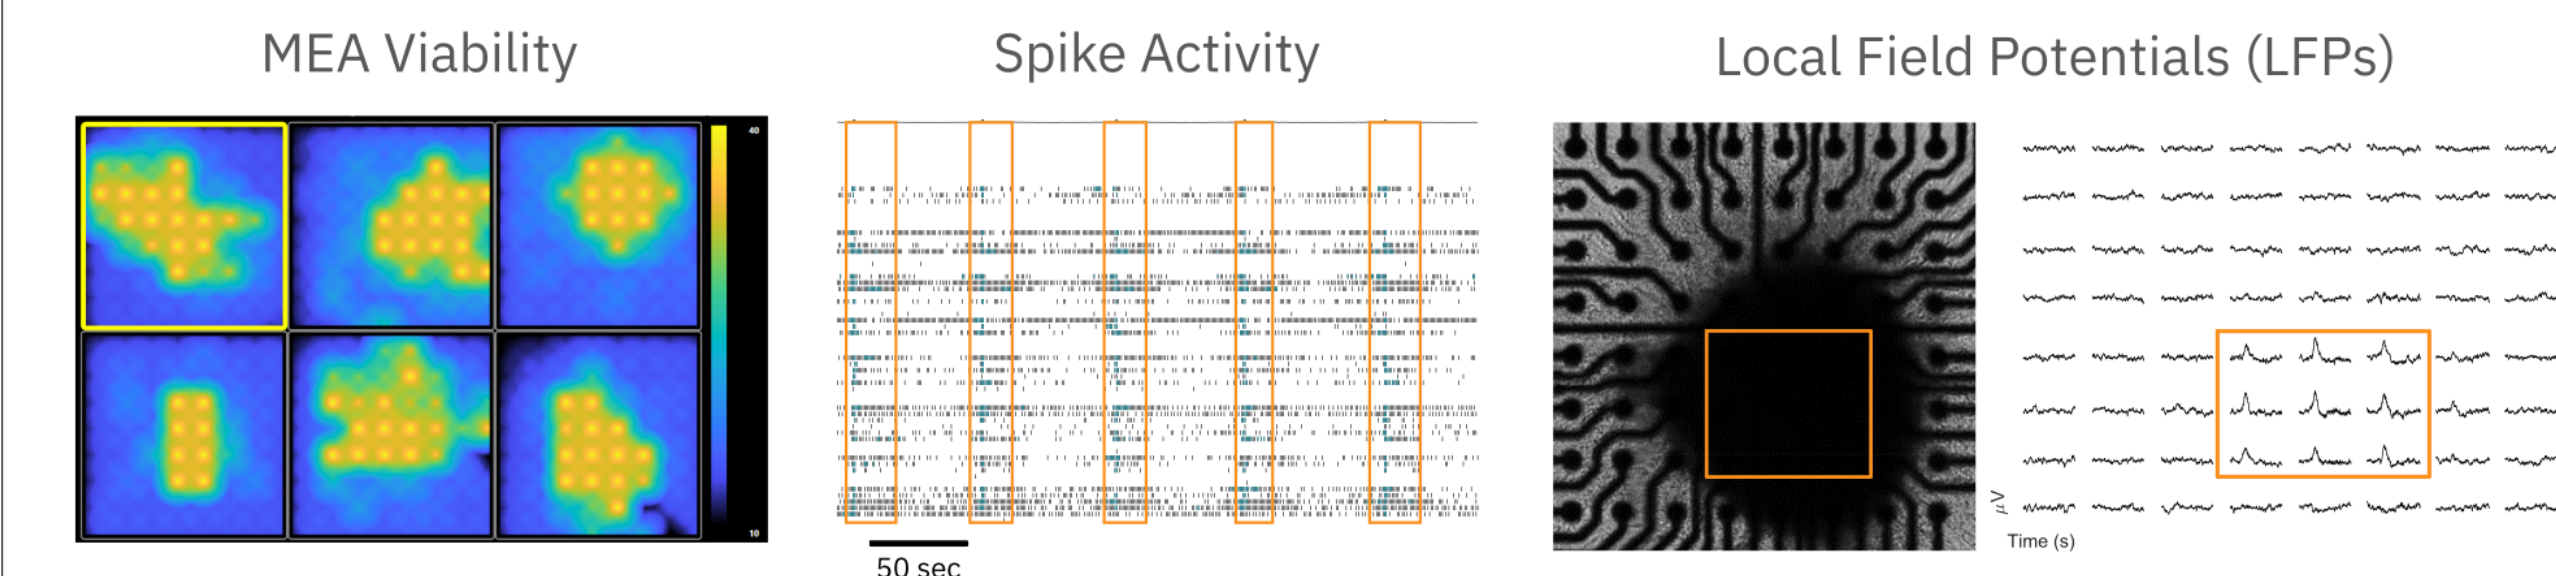 MEA Viability
Spike Activity
Local Field Potentials (LFPs)
40
10
50 sec
μV
Time (s)